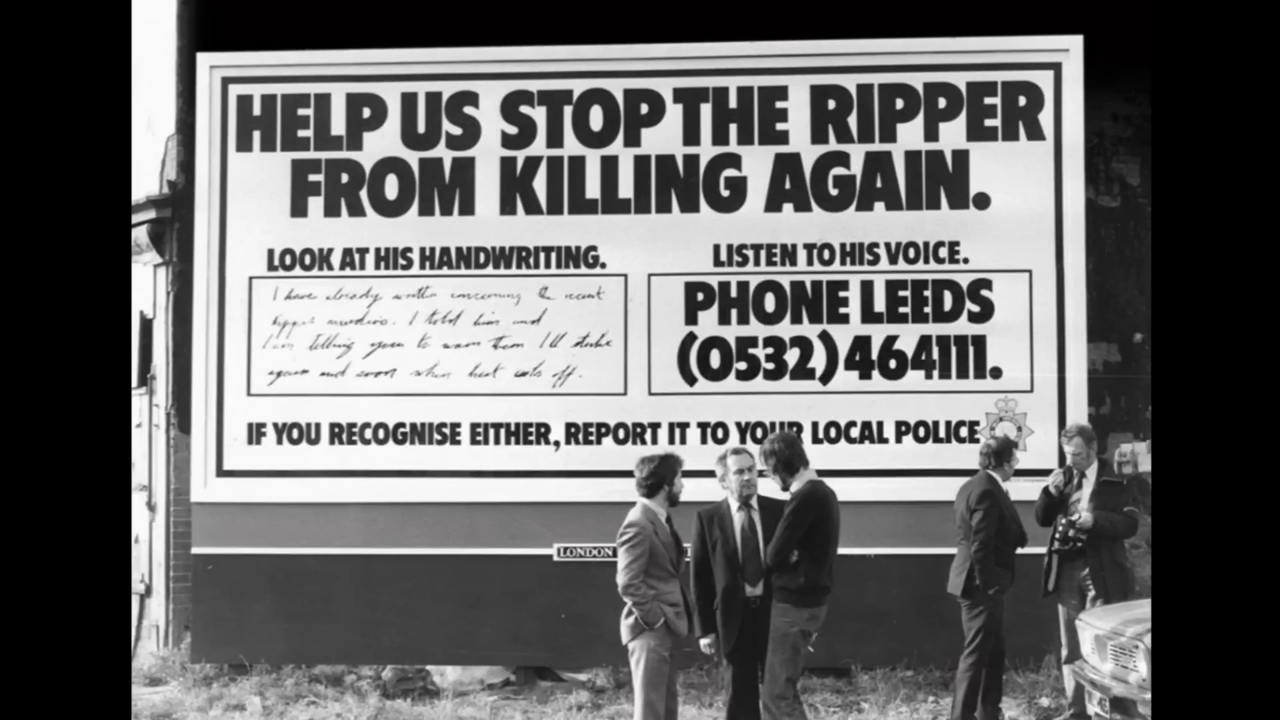 HELP US STOP THE RIPPER
FROM KILLING AGAIN.
LOOK AT HIS HANDWRITING.
I have already written concerning the recent
Ripper murders. I told him and
I am telling you to warn them I'll strike
again and soon when heat cools off.
LISTEN TO HIS VOICE.
PHONE LEEDS
(0532) 464111.
IF YOU RECOGNISE EITHER, REPORT IT TO YOUR LOCAL POLICE
LONDON